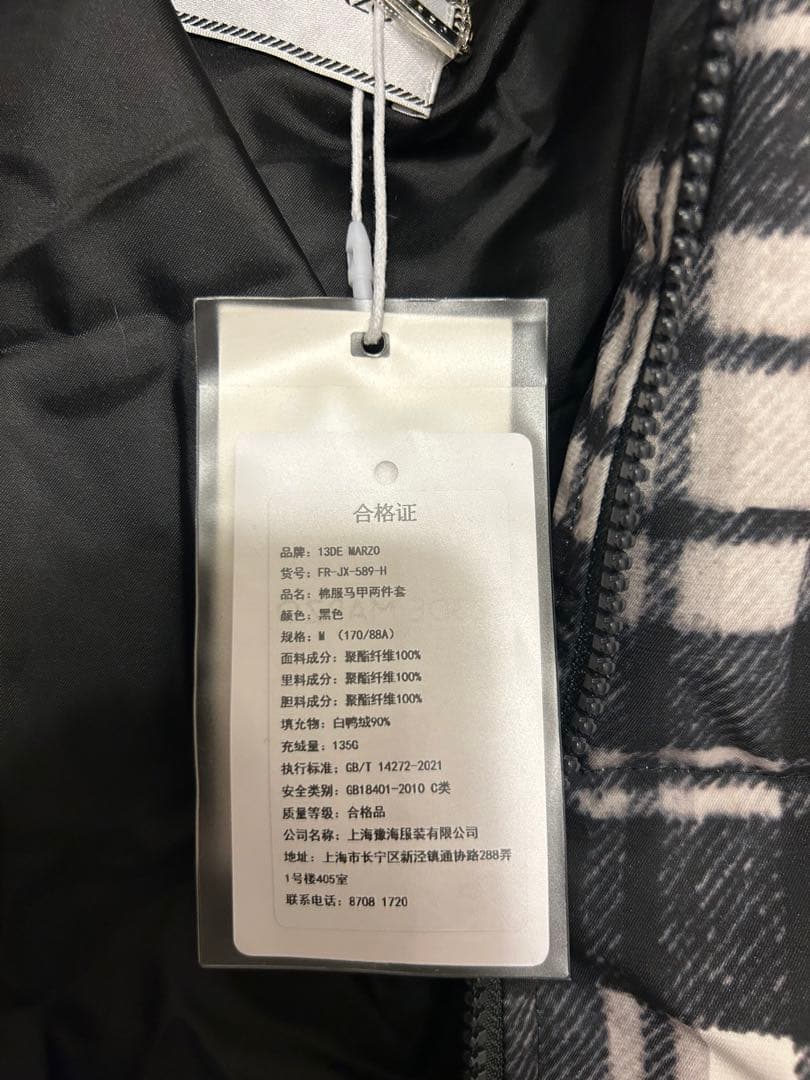 合格证
品牌：13DE MARZO
货号：FR-JX-589-H
品名：棉服马甲两件套
颜色：黑色
规格：M （170/88A）
面料成分：聚酯纤维100%
里料成分：聚酯纤维100%
胆料成分：聚酯纤维100%
填充物：白鸭绒90%
充绒量：135G
执行标准：GB/T 14272-2021
安全类别：GB18401-2010 C类
质量等级：合格品
公司名称：上海豫海服装有限公司
地址：上海市长宁区新泾镇通协路288弄
1号楼405室
联系电话：8708 1720